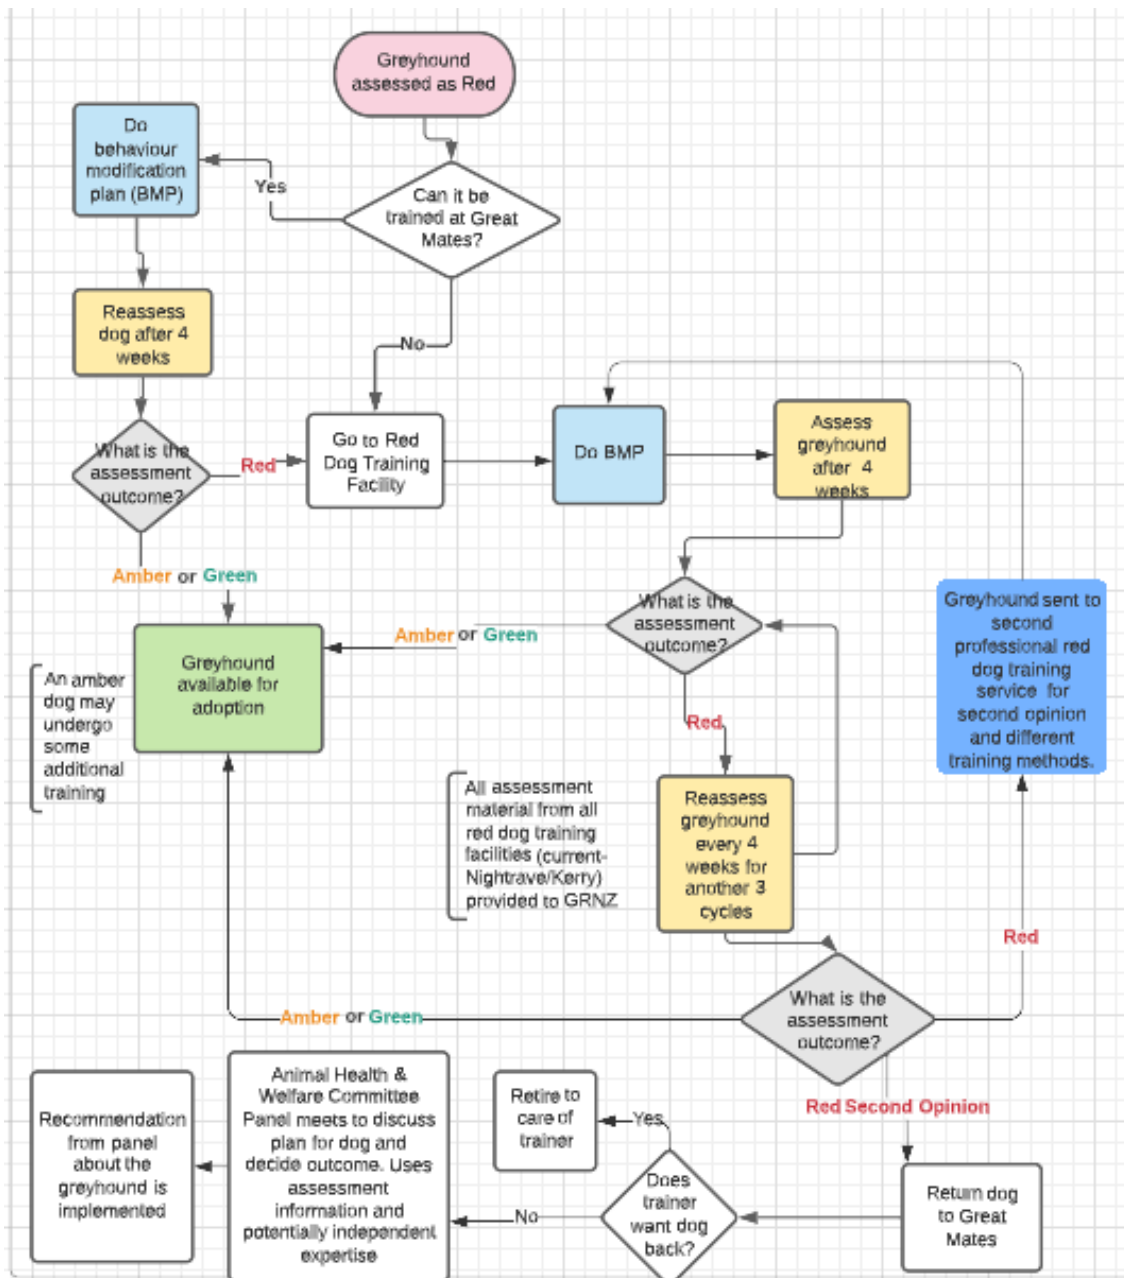 Greyhound
assessed as Red
Do
behaviour
modification
plan (BMP)
Yes
Can it be
trained at Great
Mates?
Reassess
dog after 4
weeks
No
What is the
assessment
outcome?
Red
Go to Red
Dog Training
Facility
Do BMP
Assess
greyhound
after 4
weeks
Amber or Green
What is the
assessment
outcome?
Amber or Green
Greyhound sent to
second
professional red
dog training
service for
second opinion
and different
training methods.
Greyhound
available for
adoption
An amber
dog may
undergo
some
additional
training
Red
All assessment
material from all
red dog training
facilities (current-
Nightrave/Kerry)
provided to GRNZ
Reassess
greyhound
every 4
weeks for
another 3
cycles
Red
Amber or Green
What is the
assessment
outcome?
Red Second Opinion
Recommendation
from panel
about the
greyhound is
implemented
Animal Health &
Welfare Committee
Panel meets to discuss
plan for dog and
decide outcome. Uses
assessment
information and
potentially independent
expertise
Retire to
care of
trainer
Yes
No
Does
trainer
want dog
back?
Return dog
to Great
Mates